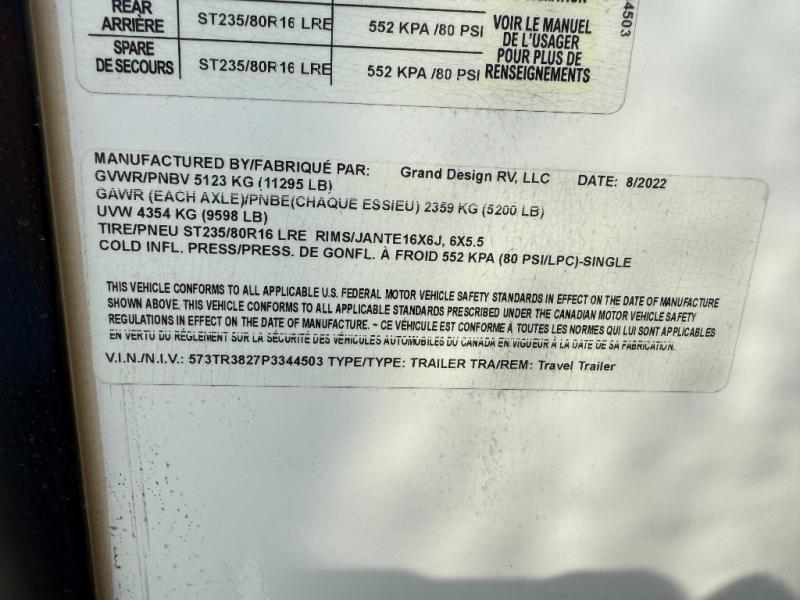 4503
REAR
ARRIÈRE
ST235/80R16 LRE
552 KPA /80 PSI
VOIR LE MANUEL
DE L'USAGER
POUR PLUS DE
RENSEIGNEMENTS
SPARE
DE SECOURS
ST235/80R16 LRE
552 KPA /80 PSI
MANUFACTURED BY/FABRIQUÉ PAR: Grand Design RV, LLC DATE: 8/2022
GVWR/PNBV 5123 KG (11295 LB)
GAWR (EACH AXLE)/PNBE(CHAQUE ESSIEU) 2359 KG (5200 LB)
UVW 4354 KG (9598 LB)
TIRE/PNEU ST235/80R16 LRE RIMS/JANTE16X6J, 6X5.5
COLD INFL. PRESS/PRESS. DE GONFL. À FROID 552 KPA (80 PSI/LPC)-SINGLE
THIS VEHICLE CONFORMS TO ALL APPLICABLE U.S. FEDERAL MOTOR VEHICLE SAFETY STANDARDS IN EFFECT ON THE DATE OF MANUFACTURE
SHOWN ABOVE. THIS VEHICLE CONFORMS TO ALL APPLICABLE STANDARDS PRESCRIBED UNDER THE CANADIAN MOTOR VEHICLE SAFETY
REGULATIONS IN EFFECT ON THE DATE OF MANUFACTURE. ~ CE VÉHICULE EST CONFORME À TOUTES LES NORMES QUI LUI SONT APPLICABLES
EN VERTU DU RÈGLEMENT SUR LA SÉCURITÉ DES VÉHICULES AUTOMOBILES DU CANADA EN VIGUEUR À LA DATE DE SA FABRICATION.
V.I.N./N.I.V.: 573TR3827P3344503 TYPE/TYPE: TRAILER TRA/REM: Travel Trailer